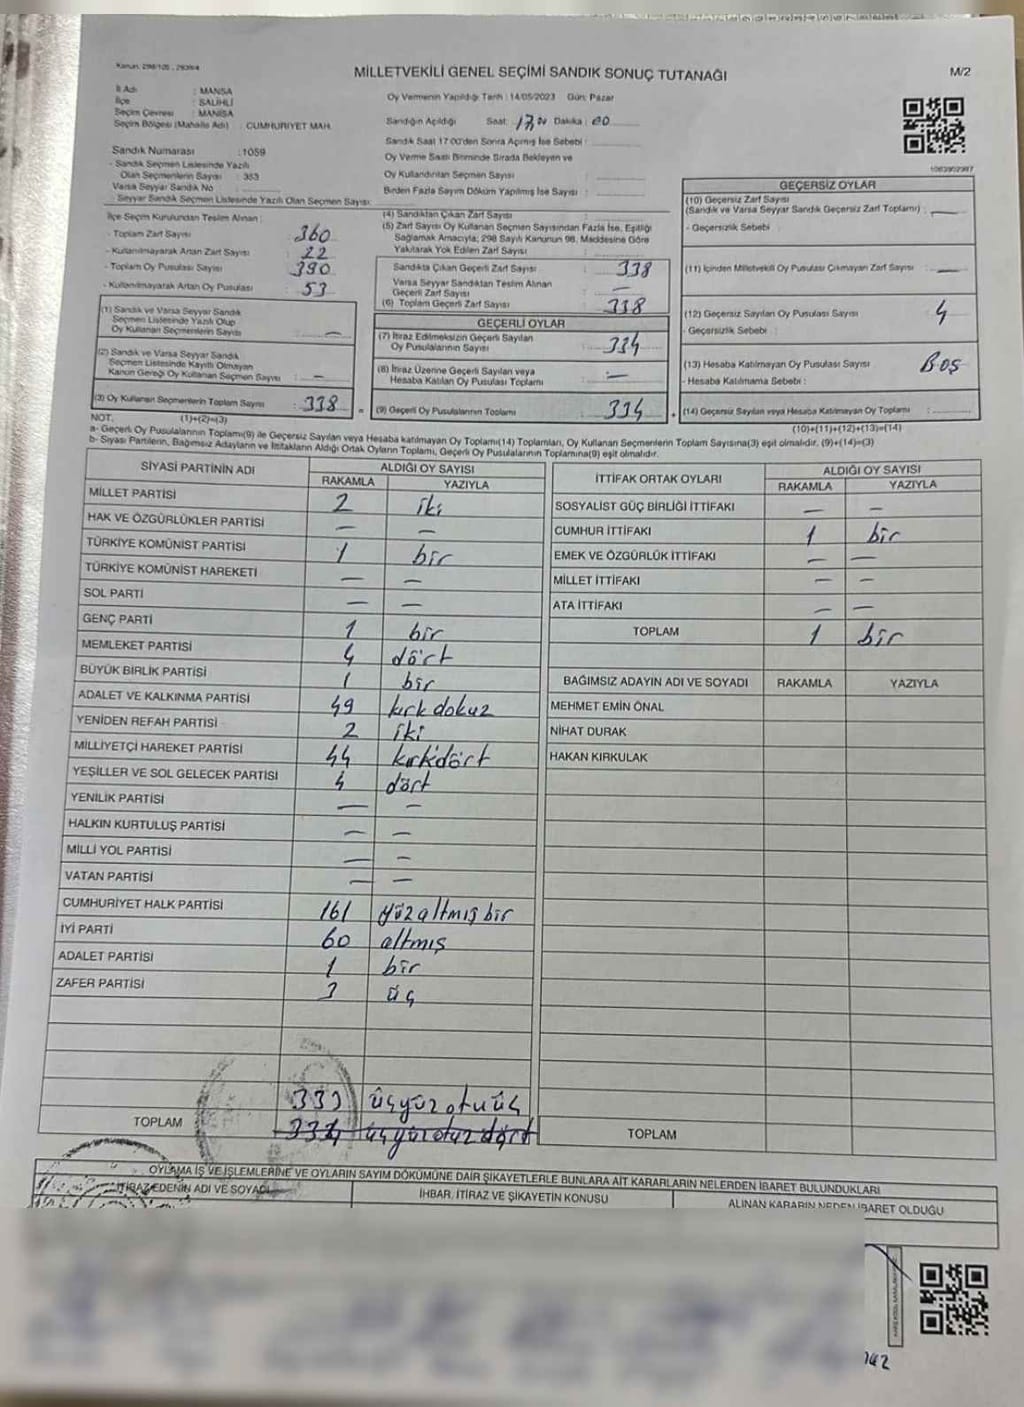 Kanun: 298/105, 2839/4
MİLLETVEKİLİ GENEL SEÇİMİ SANDIK SONUÇ TUTANAĞI
M/2
İl Adı : MANİSA
İlçe : SALİHLİ
Seçim Çevresi : MANİSA
Seçim Bölgesi (Mahalle Adı) : CUMHURİYET MAH.
Oy Vermenin Yapıldığı Tarih : 14/05/2023 Gün: Pazar
Sandığın Açıldığı Saat: 17,00 Dakika: 00
Sandık Saat 17:00'den Sonra Açılmış İse Sebebi :
Oy Verme Saati Bitiminde Sırada Bekleyen ve
Oy Kullandırılan Seçmen Sayısı :
Birden Fazla Sayım Döküm Yapılmış İse Sayısı :
Sandık Numarası : 1059
- Sandık Seçmen Listesinde Yazılı
Olan Seçmenlerin Sayısı : 353
Varsa Seyyar Sandık No :
- Seyyar Sandık Seçmen Listesinde Yazılı Olan Seçmen Sayısı:
İlçe Seçim Kurulundan Teslim Alınan :
- Toplam Zarf Sayısı : 360
- Kullanılmayarak Artan Zarf Sayısı : 22
- Toplam Oy Pusulası Sayısı : 390
- Kullanılmayarak Artan Oy Pusulası : 53
(1) Sandık ve Varsa Seyyar Sandık
Seçmen Listesinde Yazılı Olup
Oy Kullanan Seçmenlerin Sayısı : —
(2) Sandık ve Varsa Seyyar Sandık
Seçmen Listesinde Kayıtlı Olmayan
Kanun Gereği Oy Kullanan Seçmen Sayısı : —
(3) Oy Kullanan Seçmenlerin Toplam Sayısı : 338
(1)+(2)=(3)
(4) Sandıktan Çıkan Zarf Sayısı :
(5) Zarf Sayısı Oy Kullanan Seçmen Sayısından Fazla İse, Eşitliği
Sağlamak Amacıyla; 298 Sayılı Kanunun 98. Maddesine Göre
Yakılarak Yok Edilen Zarf Sayısı :
Sandıkta Çıkan Geçerli Zarf Sayısı : 338
Varsa Seyyar Sandıktan Teslim Alınan
Geçerli Zarf Sayısı : —
(6) Toplam Geçerli Zarf Sayısı : 338
GEÇERLİ OYLAR
(7) İtiraz Edilmeksizin Geçerli Sayılan
Oy Pusulalarının Sayısı : 334
(8) İtiraz Üzerine Geçerli Sayılan veya
Hesaba Katılan Oy Pusulası Toplamı : —
(9) Geçerli Oy Pusulalarının Toplamı : 334
GEÇERSİZ OYLAR
(10) Geçersiz Zarf Sayısı
(Sandık ve Varsa Seyyar Sandık Geçersiz Zarf Toplamı) : —
- Geçersizlik Sebebi :
(11) İçinden Milletvekili Oy Pusulası Çıkmayan Zarf Sayısı : —
(12) Geçersiz Sayılan Oy Pusulası Sayısı : 4
- Geçersizlik Sebebi :
(13) Hesaba Katılmayan Oy Pusulası Sayısı : BOŞ
- Hesaba Katılmama Sebebi :
(14) Geçersiz Sayılan veya Hesaba Katılmayan Oy Toplamı :
(10)+(11)+(12)+(13)=(14)
NOT.
a- Geçerli Oy Pusulalarının Toplamı(9) ile Geçersiz Sayılan veya Hesaba katılmayan Oy Toplamı(14) Toplamları, Oy Kullanan Seçmenlerin Toplam Sayısına(3) eşit olmalıdır. (9)+(14)=(3)
b- Siyasi Partilerin, Bağımsız Adayların ve İttifakların Aldığı Ortak Oyların Toplamı, Geçerli Oy Pusulalarının Toplamına(9) eşit olmalıdır.
SİYASİ PARTİNİN ADI ALDIĞI OY SAYISI
RAKAMLA YAZIYLA
MİLLET PARTİSİ 2 iki
HAK VE ÖZGÜRLÜKLER PARTİSİ — —
TÜRKİYE KOMÜNİST PARTİSİ 1 bir
TÜRKİYE KOMÜNİST HAREKETİ — —
SOL PARTİ — —
GENÇ PARTİ 1 bir
MEMLEKET PARTİSİ 4 dört
BÜYÜK BİRLİK PARTİSİ 1 bir
ADALET VE KALKINMA PARTİSİ 49 kırkdokuz
YENİDEN REFAH PARTİSİ 2 iki
MİLLİYETÇİ HAREKET PARTİSİ 44 kırkdört
YEŞİLLER VE SOL GELECEK PARTİSİ 4 dört
YENİLİK PARTİSİ — —
HALKIN KURTULUŞ PARTİSİ — —
MİLLİ YOL PARTİSİ — —
VATAN PARTİSİ — —
CUMHURİYET HALK PARTİSİ 161 yüzaltmışbir
İYİ PARTİ 60 altmış
ADALET PARTİSİ 1 bir
ZAFER PARTİSİ 3 üç
333 üçyüzotuüç
TOPLAM 334 üçyüzotuzdört
İTTİFAK ORTAK OYLARI ALDIĞI OY SAYISI
RAKAMLA YAZIYLA
SOSYALİST GÜÇ BİRLİĞİ İTTİFAKI — —
CUMHUR İTTİFAKI 1 bir
EMEK VE ÖZGÜRLÜK İTTİFAKI — —
MİLLET İTTİFAKI — —
ATA İTTİFAKI — —
TOPLAM 1 bir
BAĞIMSIZ ADAYIN ADI VE SOYADI RAKAMLA YAZIYLA
MEHMET EMİN ÖNAL
NİHAT DURAK
HAKAN KIRKULAK
TOPLAM
OYLAMA İŞ VE İŞLEMLERİNE VE OYLARIN SAYIM DÖKÜMÜNE DAİR ŞİKAYETLERLE BUNLARA AİT KARARLARIN NELERDEN İBARET BULUNDUKLARI
İTİRAZ EDENİN ADI VE SOYADI
İHBAR, İTİRAZ VE ŞİKAYETİN KONUSU
ALINAN KARARIN NEDEN İBARET OLDUĞU